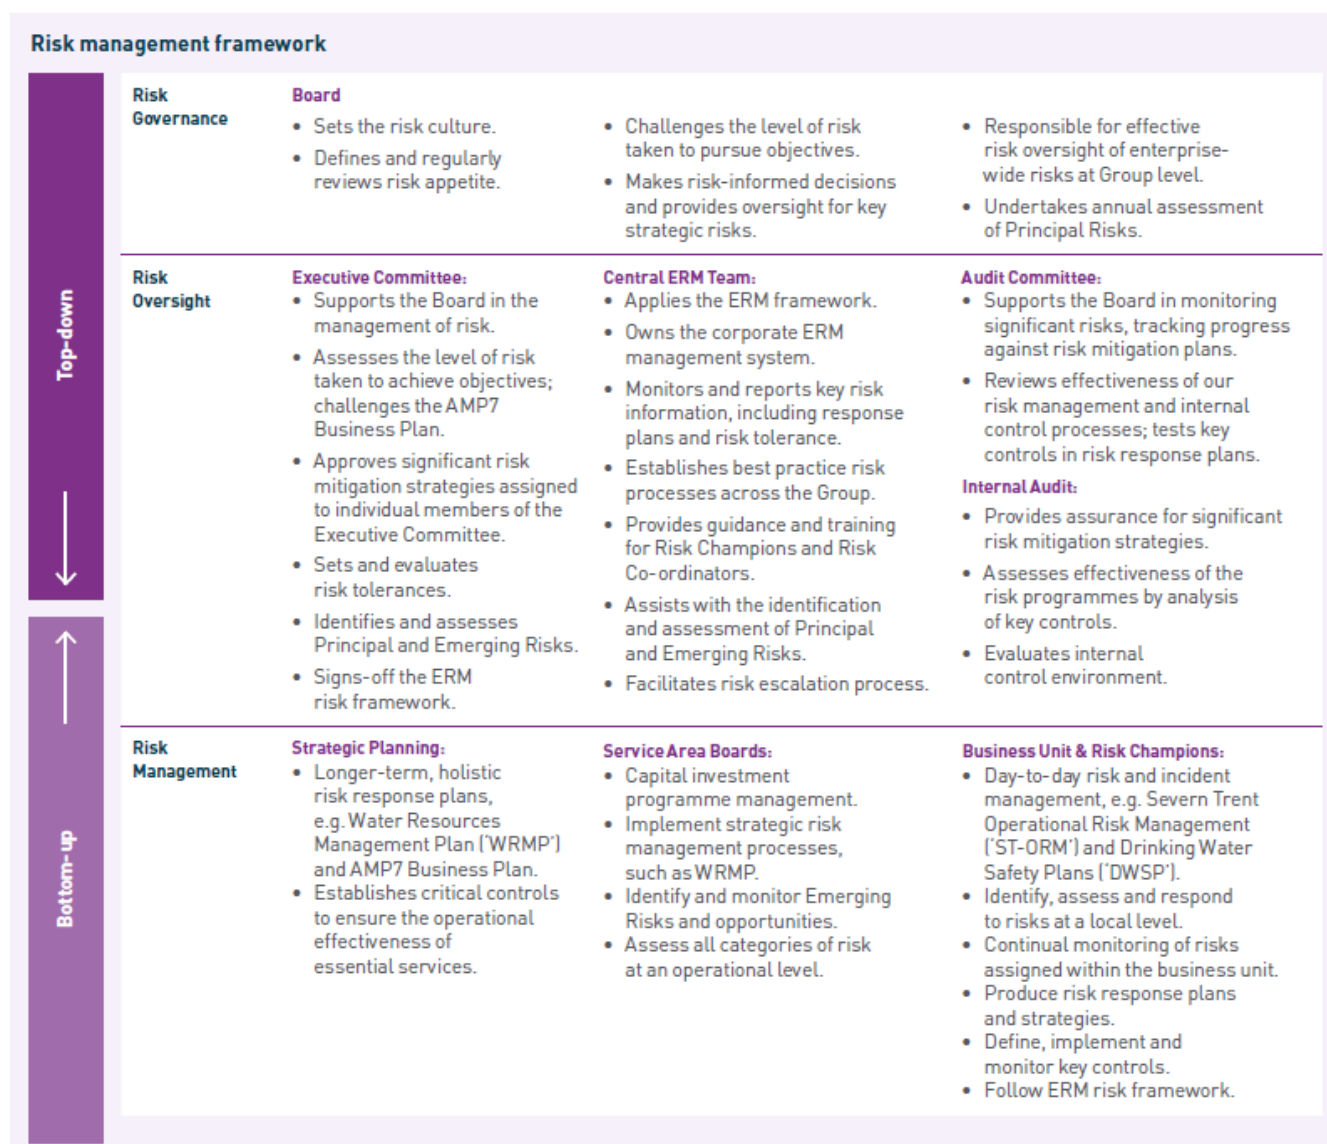 Risk management framework
Top-down
Bottom-up
Risk
Governance
Board
• Sets the risk culture.
• Defines and regularly
reviews risk appetite.
• Challenges the level of risk
taken to pursue objectives.
• Makes risk-informed decisions
and provides oversight for key
strategic risks.
• Responsible for effective
risk oversight of enterprise-
wide risks at Group level.
• Undertakes annual assessment
of Principal Risks.
Risk
Oversight
Executive Committee:
• Supports the Board in the
management of risk.
• Assesses the level of risk
taken to achieve objectives;
challenges the AMP7
Business Plan.
• Approves significant risk
mitigation strategies assigned
to individual members of the
Executive Committee.
• Sets and evaluates
risk tolerances.
• Identifies and assesses
Principal and Emerging Risks.
• Signs-off the ERM
risk framework.
Central ERM Team:
• Applies the ERM framework.
• Owns the corporate ERM
management system.
• Monitors and reports key risk
information, including response
plans and risk tolerance.
• Establishes best practice risk
processes across the Group.
• Provides guidance and training
for Risk Champions and Risk
Co-ordinators.
• Assists with the identification
and assessment of Principal
and Emerging Risks.
• Facilitates risk escalation process.
Audit Committee:
• Supports the Board in monitoring
significant risks, tracking progress
against risk mitigation plans.
• Reviews effectiveness of our
risk management and internal
control processes; tests key
controls in risk response plans.
Internal Audit:
• Provides assurance for significant
risk mitigation strategies.
• Assesses effectiveness of the
risk programmes by analysis
of key controls.
• Evaluates internal
control environment.
Risk
Management
Strategic Planning:
• Longer-term, holistic
risk response plans,
e.g. Water Resources
Management Plan (‘WRMP’)
and AMP7 Business Plan.
• Establishes critical controls
to ensure the operational
effectiveness of
essential services.
Service Area Boards:
• Capital investment
programme management.
• Implement strategic risk
management processes,
such as WRMP.
• Identify and monitor Emerging
Risks and opportunities.
• Assess all categories of risk
at an operational level.
Business Unit & Risk Champions:
• Day-to-day risk and incident
management, e.g. Severn Trent
Operational Risk Management
(‘ST-ORM’) and Drinking Water
Safety Plans (‘DWSP’).
• Identify, assess and respond
to risks at a local level.
• Continual monitoring of risks
assigned within the business unit.
• Produce risk response plans
and strategies.
• Define, implement and
monitor key controls.
• Follow ERM risk framework.